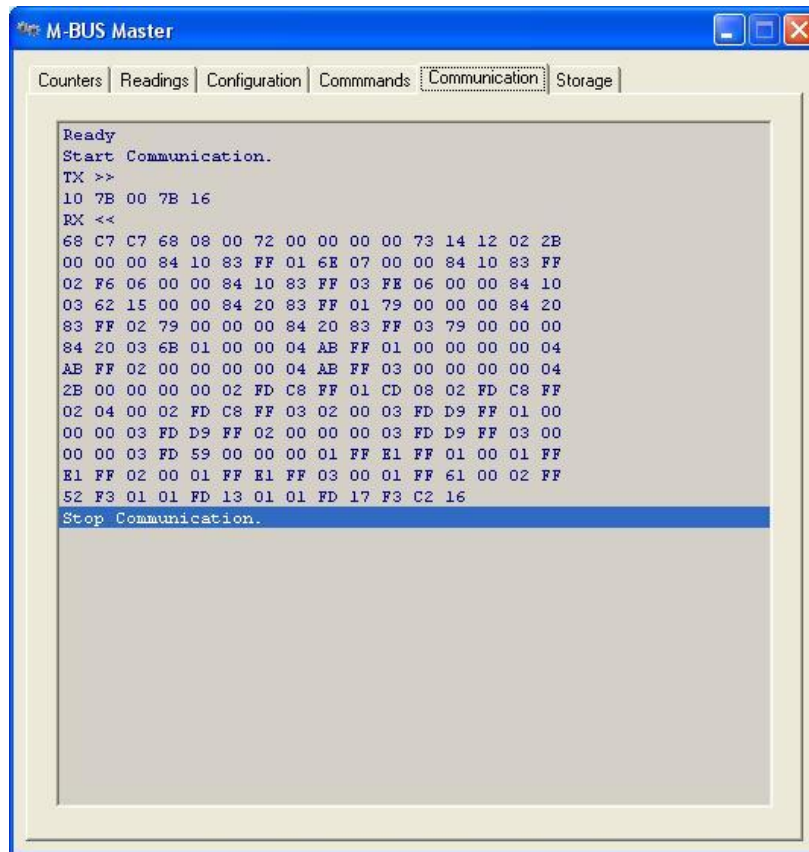 M-BUS Master
Counters Readings Configuration Commmands Communication Storage
Ready
Start Communication.
TX >>
10 7B 00 7B 16
RX <<
68 C7 C7 68 08 00 72 00 00 00 00 73 14 12 02 2B
00 00 00 84 10 83 FF 01 6E 07 00 00 84 10 83 FF
02 F6 06 00 00 84 10 83 FF 03 FE 06 00 00 84 10
03 62 15 00 00 84 20 83 FF 01 79 00 00 00 84 20
83 FF 02 79 00 00 00 84 20 83 FF 03 79 00 00 00
84 20 03 6B 01 00 00 04 AB FF 01 00 00 00 00 04
AB FF 02 00 00 00 00 04 AB FF 03 00 00 00 00 04
2B 00 00 00 00 02 FD C8 FF 01 CD 08 02 FD C8 FF
02 04 00 02 FD C8 FF 03 02 00 03 FD D9 FF 01 00
00 00 03 FD D9 FF 02 00 00 00 03 FD D9 FF 03 00
00 00 03 FD 59 00 00 00 01 FF E1 FF 01 00 01 FF
E1 FF 02 00 01 FF E1 FF 03 00 01 FF 61 00 02 FF
52 F3 01 01 FD 13 01 01 FD 17 F3 C2 16
Stop Communication.